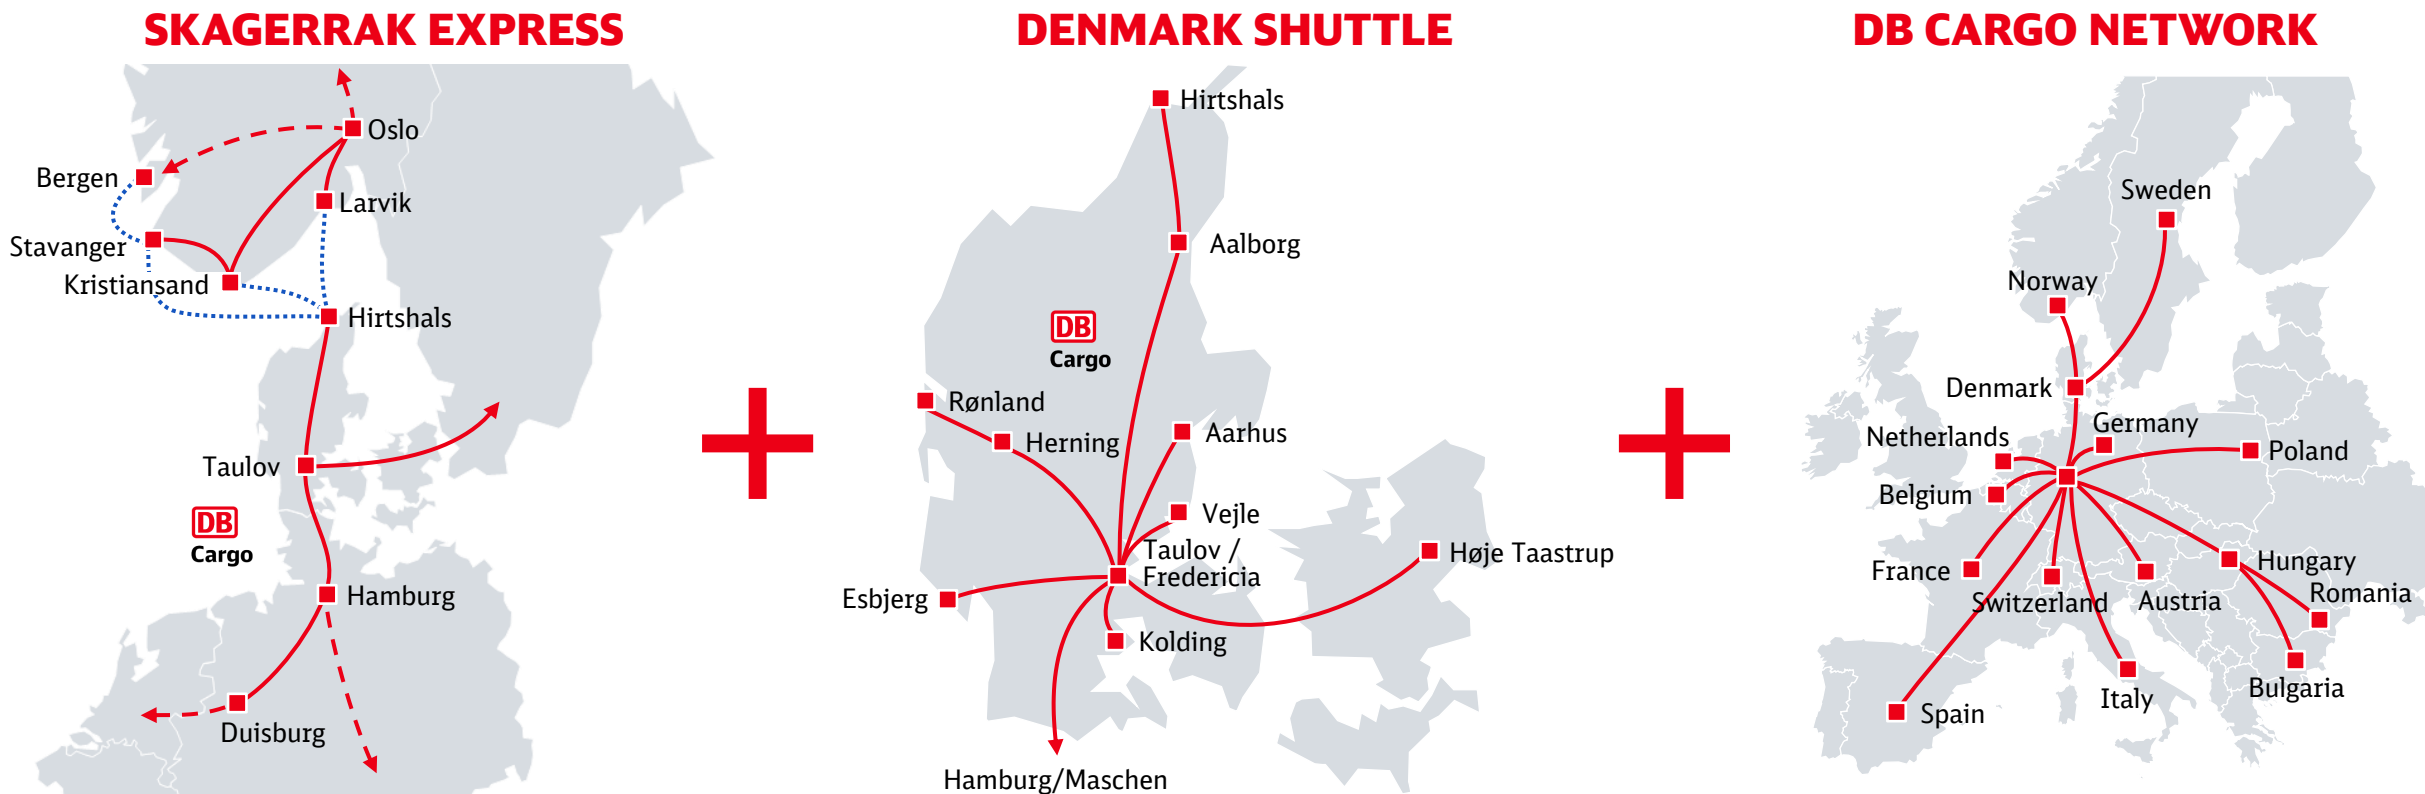 SKAGERRAK EXPRESS
Oslo
Bergen
Larvik
Stavanger
Kristiansand
Hirtshals
Taulov
DB
Cargo
Hamburg
Duisburg
DENMARK SHUTTLE
Hirtshals
Aalborg
DB
Cargo
Rønland
Herning
Aarhus
Vejle
Taulov /
Fredericia
Høje Taastrup
Esbjerg
Kolding
Hamburg/Maschen
DB CARGO NETWORK
Sweden
Norway
Denmark
Germany
Netherlands
Poland
Belgium
France
Hungary
Switzerland
Austria
Romania
Bulgaria
Italy
Spain